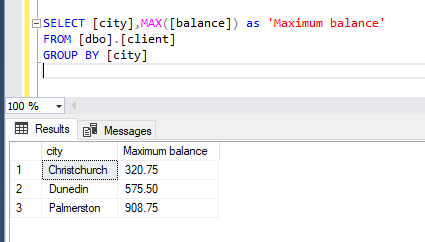 SELECT [city],MAX([balance]) as 'Maximum balance'
FROM [dbo].[client]
GROUP BY [city]
100 %
Results Messages
city Maximum balance
1 Christchurch 320.75
2 Dunedin 575.50
3 Palmerston 908.75